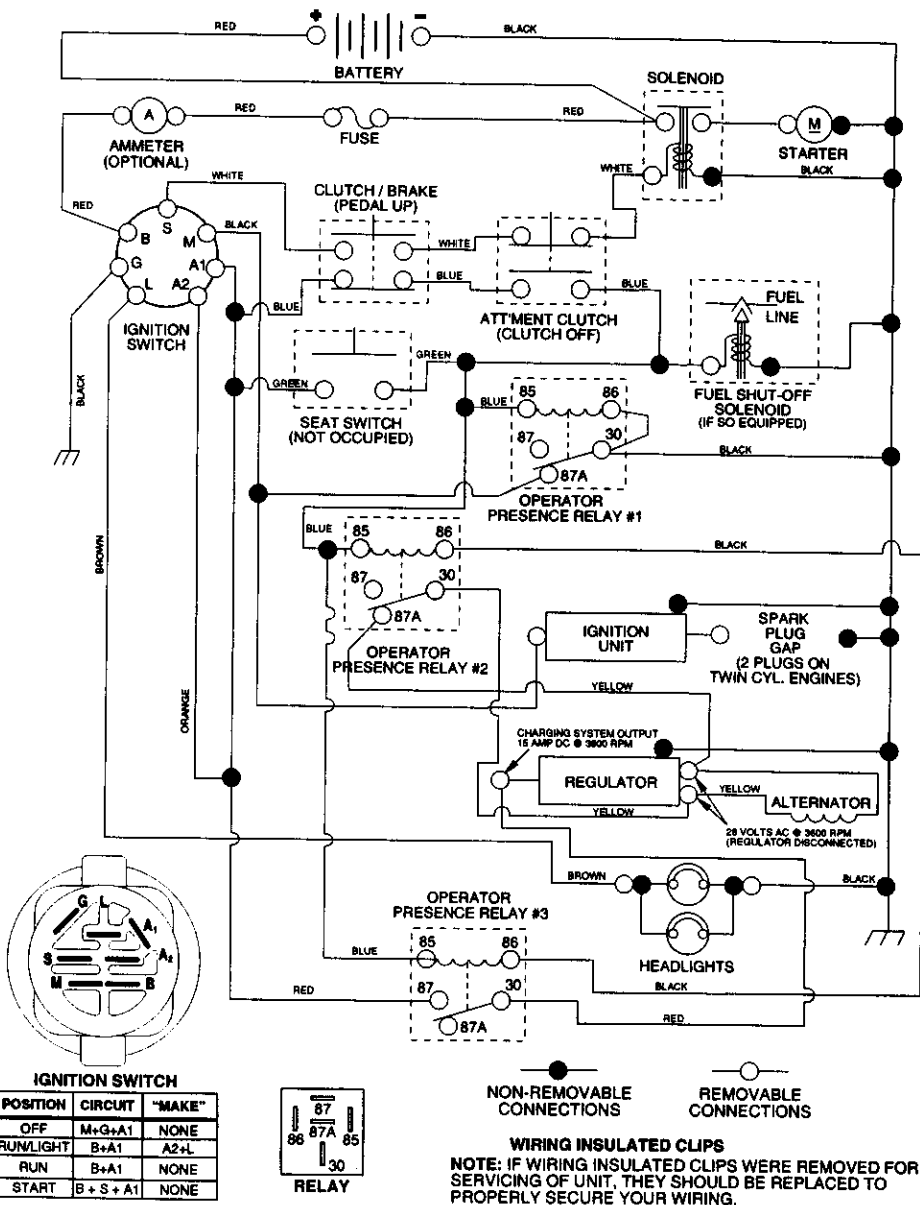 +
-
RED
BLACK
BATTERY
SOLENOID
A
RED
FUSE
RED
M
AMMETER
(OPTIONAL)
STARTER
BLACK
WHITE
WHITE
CLUTCH / BRAKE
(PEDAL UP)
RED
S
BLACK
B
M
WHITE
G
A1
L
A2
BLUE
BLUE
BLUE
IGNITION
SWITCH
ATT'MENT CLUTCH
(CLUTCH OFF)
FUEL
LINE
GREEN
GREEN
BLACK
SEAT SWITCH
(NOT OCCUPIED)
FUEL SHUT-OFF
SOLENOID
(IF SO EQUIPPED)
BLUE
85
86
87
30
87A
BLACK
OPERATOR
PRESENCE RELAY #1
BLUE
85
86
BLACK
BROWN
87
30
87A
OPERATOR
PRESENCE RELAY #2
IGNITION
UNIT
SPARK
PLUG
GAP
(2 PLUGS ON
TWIN CYL. ENGINES)
ORANGE
YELLOW
CHARGING SYSTEM OUTPUT
15 AMP DC @ 3600 RPM
REGULATOR
YELLOW
ALTERNATOR
YELLOW
28 VOLTS AC @ 3600 RPM
(REGULATOR DISCONNECTED)
BROWN
BLACK
HEADLIGHTS
OPERATOR
PRESENCE RELAY #3
G
L
A1
A2
S
M
B
BLUE
85
86
BLACK
RED
87
30
87A
RED
IGNITION SWITCH
POSITION CIRCUIT "MAKE"
OFF M+G+A1 NONE
RUN/LIGHT B+A1 A2+L
RUN B+A1 NONE
START B + S + A1 NONE
87
86
87A
85
30
RELAY
NON-REMOVABLE
CONNECTIONS
REMOVABLE
CONNECTIONS
WIRING INSULATED CLIPS
NOTE: IF WIRING INSULATED CLIPS WERE REMOVED FOR
SERVICING OF UNIT, THEY SHOULD BE REPLACED TO
PROPERLY SECURE YOUR WIRING.